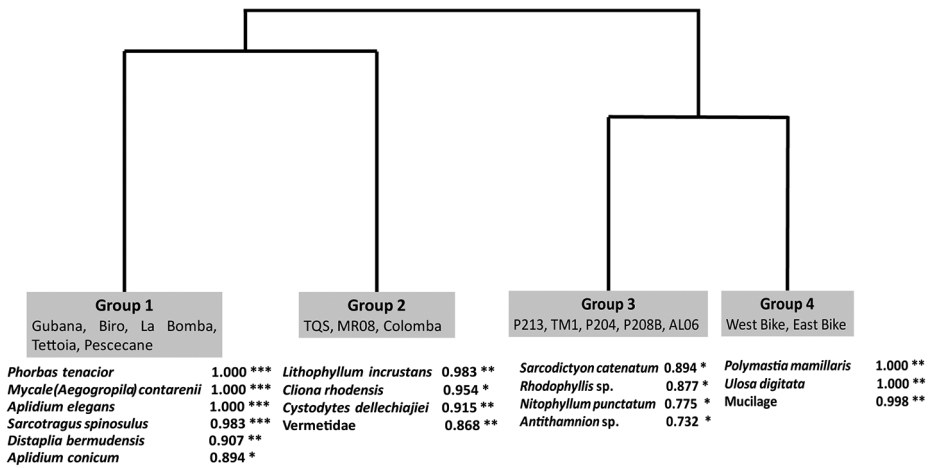 Group 1
Gubana, Biro, La Bomba,
Tettoia, Pescecane
Phorbas tenacior 1.000 ***
Mycale (Aegogropila) contarenii 1.000 ***
Aplidium elegans 1.000 ***
Sarcotragus spinosulus 0.983 ***
Distaplia bermudensis 0.907 **
Aplidium conicum 0.894 *
Group 2
TQS, MR08, Colomba
Lithophyllum incrustans 0.983 **
Cliona rhodensis 0.954 *
Cystodytes dellechiajiei 0.915 **
Vermetidae 0.868 **
Group 3
P213, TM1, P204, P208B, AL06
Sarcodictyon catenatum 0.894 *
Rhodophyllis sp. 0.877 *
Nitophyllum punctatum 0.775 *
Antithamnion sp. 0.732 *
Group 4
West Bike, East Bike
Polymastia mamillaris 1.000 **
Ulosa digitata 1.000 **
Mucilage 0.998 **